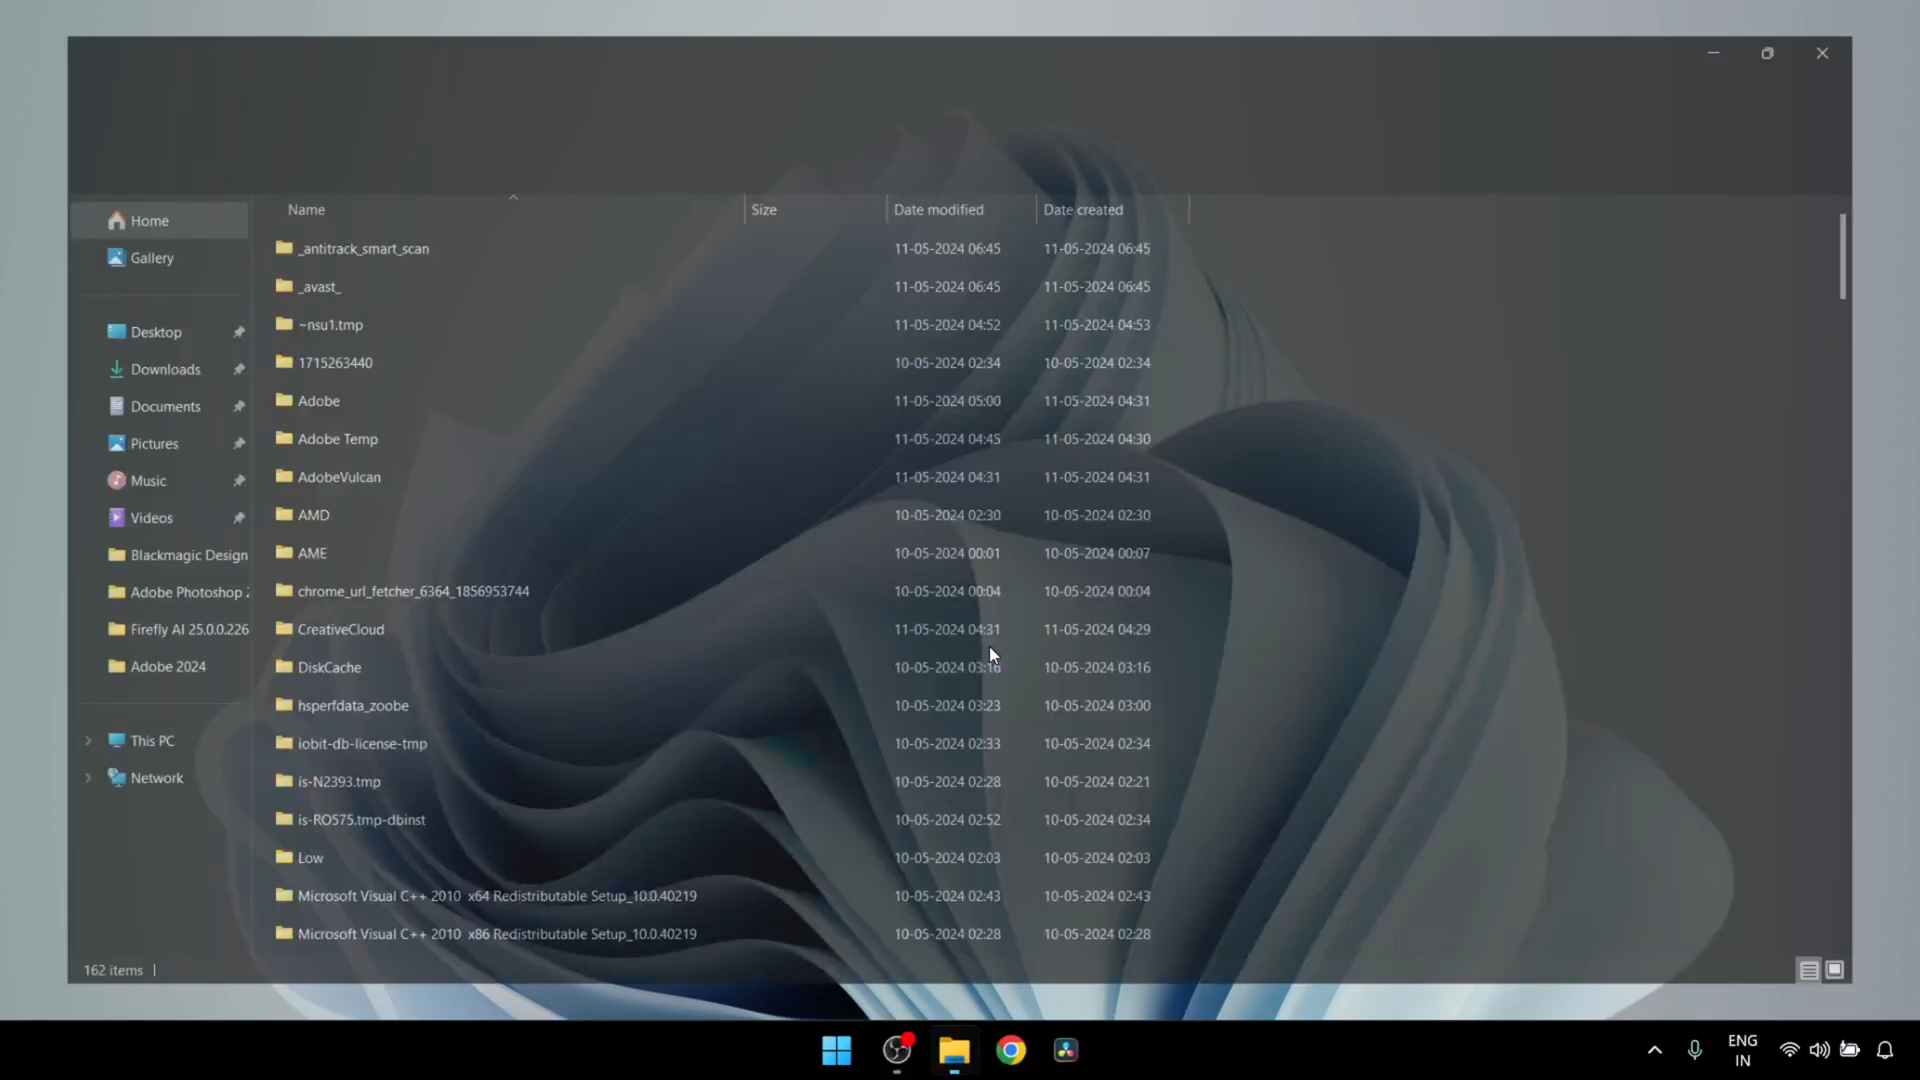 Home
Gallery
Desktop
Downloads
Documents
Pictures
Music
Videos
Blackmagic Design
Adobe Photoshop 2
Firefly AI 25.0.0.226
Adobe 2024
This PC
Network
Name Size Date modified Date created
_antitrack_smart_scan 11-05-2024 06:45 11-05-2024 06:45
_avast_ 11-05-2024 06:45 11-05-2024 06:45
~nsu1.tmp 11-05-2024 04:52 11-05-2024 04:53
1715263440 10-05-2024 02:34 10-05-2024 02:34
Adobe 11-05-2024 05:00 11-05-2024 04:31
Adobe Temp 11-05-2024 04:45 11-05-2024 04:30
AdobeVulcan 11-05-2024 04:31 11-05-2024 04:31
AMD 10-05-2024 02:30 10-05-2024 02:30
AME 10-05-2024 00:01 10-05-2024 00:07
chrome_url_fetcher_6364_1856953744 10-05-2024 00:04 10-05-2024 00:04
CreativeCloud 11-05-2024 04:31 11-05-2024 04:29
DiskCache 10-05-2024 03:16 10-05-2024 03:16
hsperfdata_zoobe 10-05-2024 03:23 10-05-2024 03:00
iobit-db-license-tmp 10-05-2024 02:33 10-05-2024 02:34
is-N2393.tmp 10-05-2024 02:28 10-05-2024 02:21
is-RO575.tmp-dbinst 10-05-2024 02:52 10-05-2024 02:34
Low 10-05-2024 02:03 10-05-2024 02:03
Microsoft Visual C++ 2010 x64 Redistributable Setup_10.0.40219 10-05-2024 02:43 10-05-2024 02:43
Microsoft Visual C++ 2010 x86 Redistributable Setup_10.0.40219 10-05-2024 02:28 10-05-2024 02:28
162 items
ENG
IN